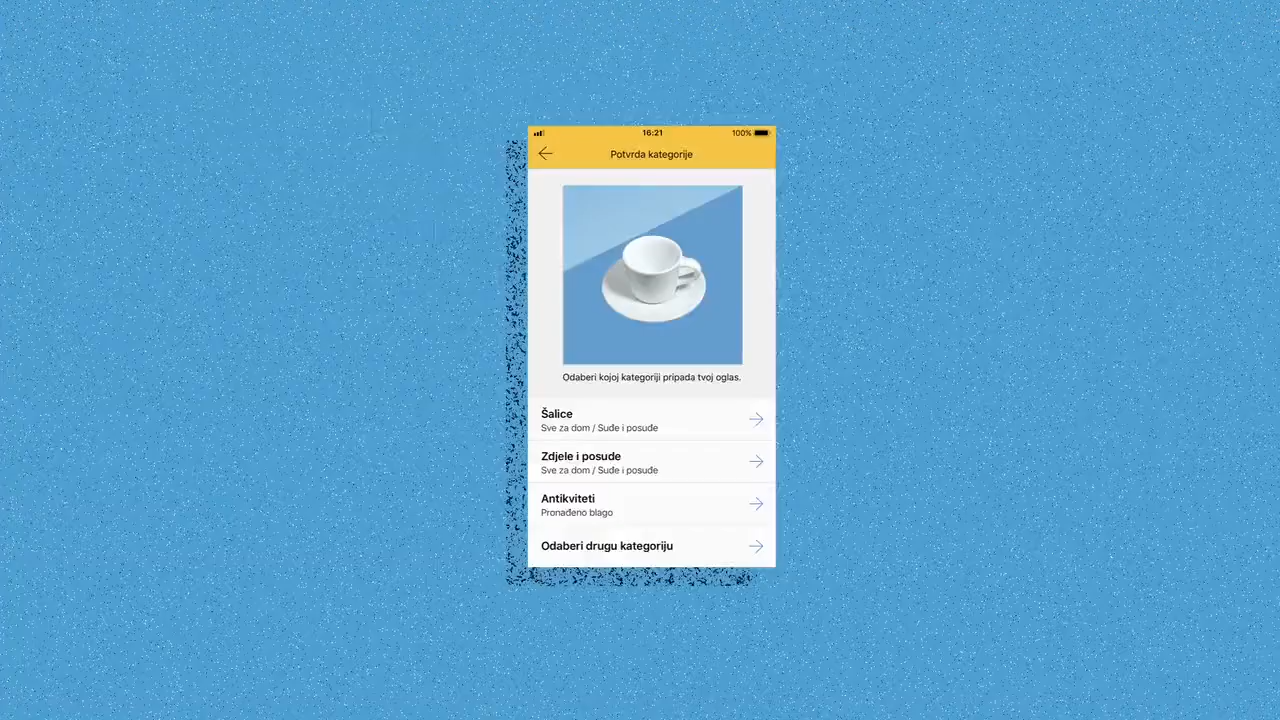 16:21
100%
Potvrda kategorije
Odaberi kojoj kategoriji pripada tvoj oglas.
Šalice
Sve za dom / Suđe i posuđe
Zdjele i posude
Sve za dom / Suđe i posuđe
Antikviteti
Pronađeno blago
Odaberi drugu kategoriju